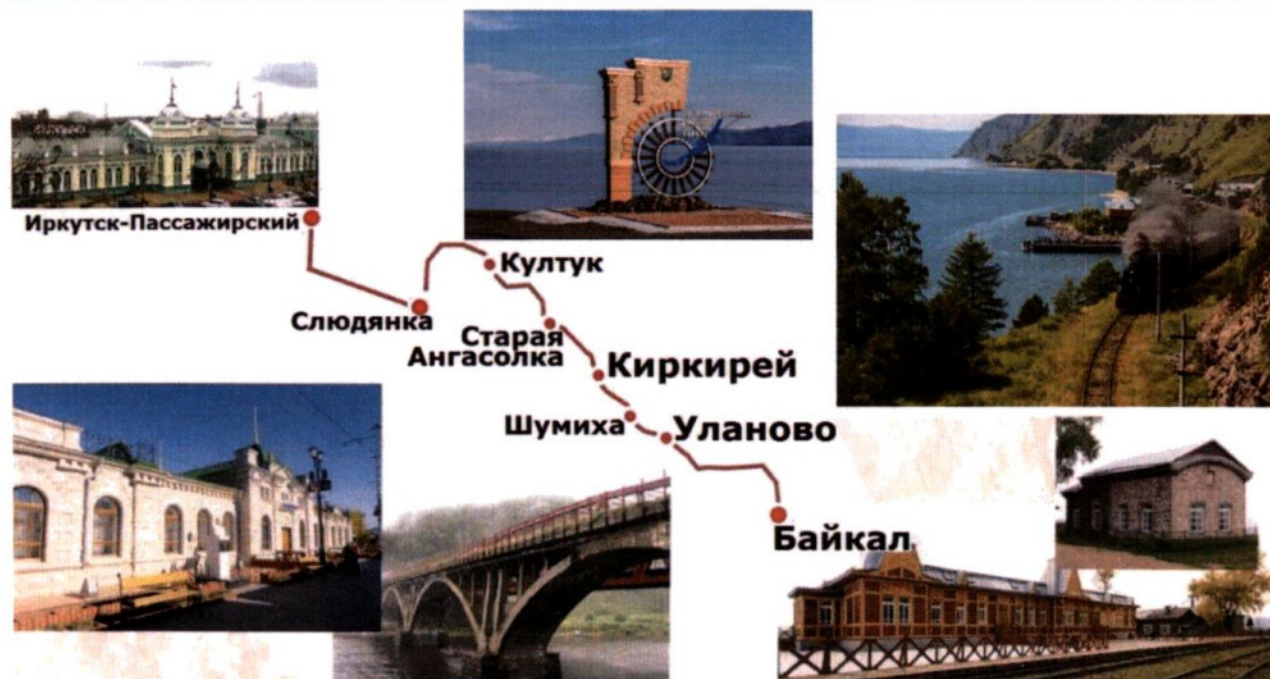 Иркутск-Пассажирский
Култук
Слюдянка
Старая
Ангасолка
Киркирей
Шумиха
Уланово
Байкал